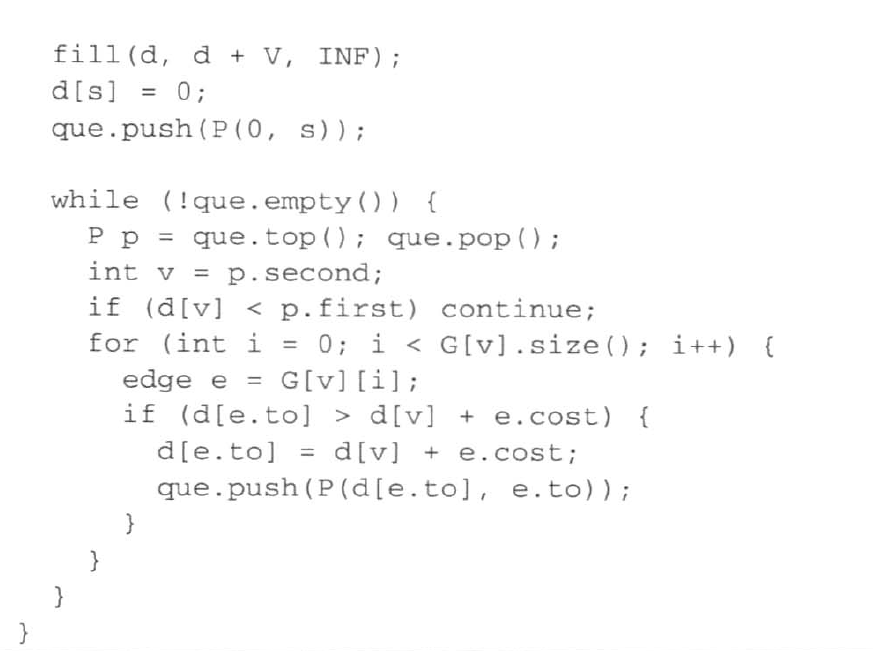 fill(d, d + V, INF);
d[s] = 0;
que.push(P(0, s));
while (!que.empty()) {
P p = que.top(); que.pop();
int v = p.second;
if (d[v] < p.first) continue;
for (int i = 0; i < G[v].size(); i++) {
edge e = G[v][i];
if (d[e.to] > d[v] + e.cost) {
d[e.to] = d[v] + e.cost;
que.push(P(d[e.to], e.to));
}
}
}
}